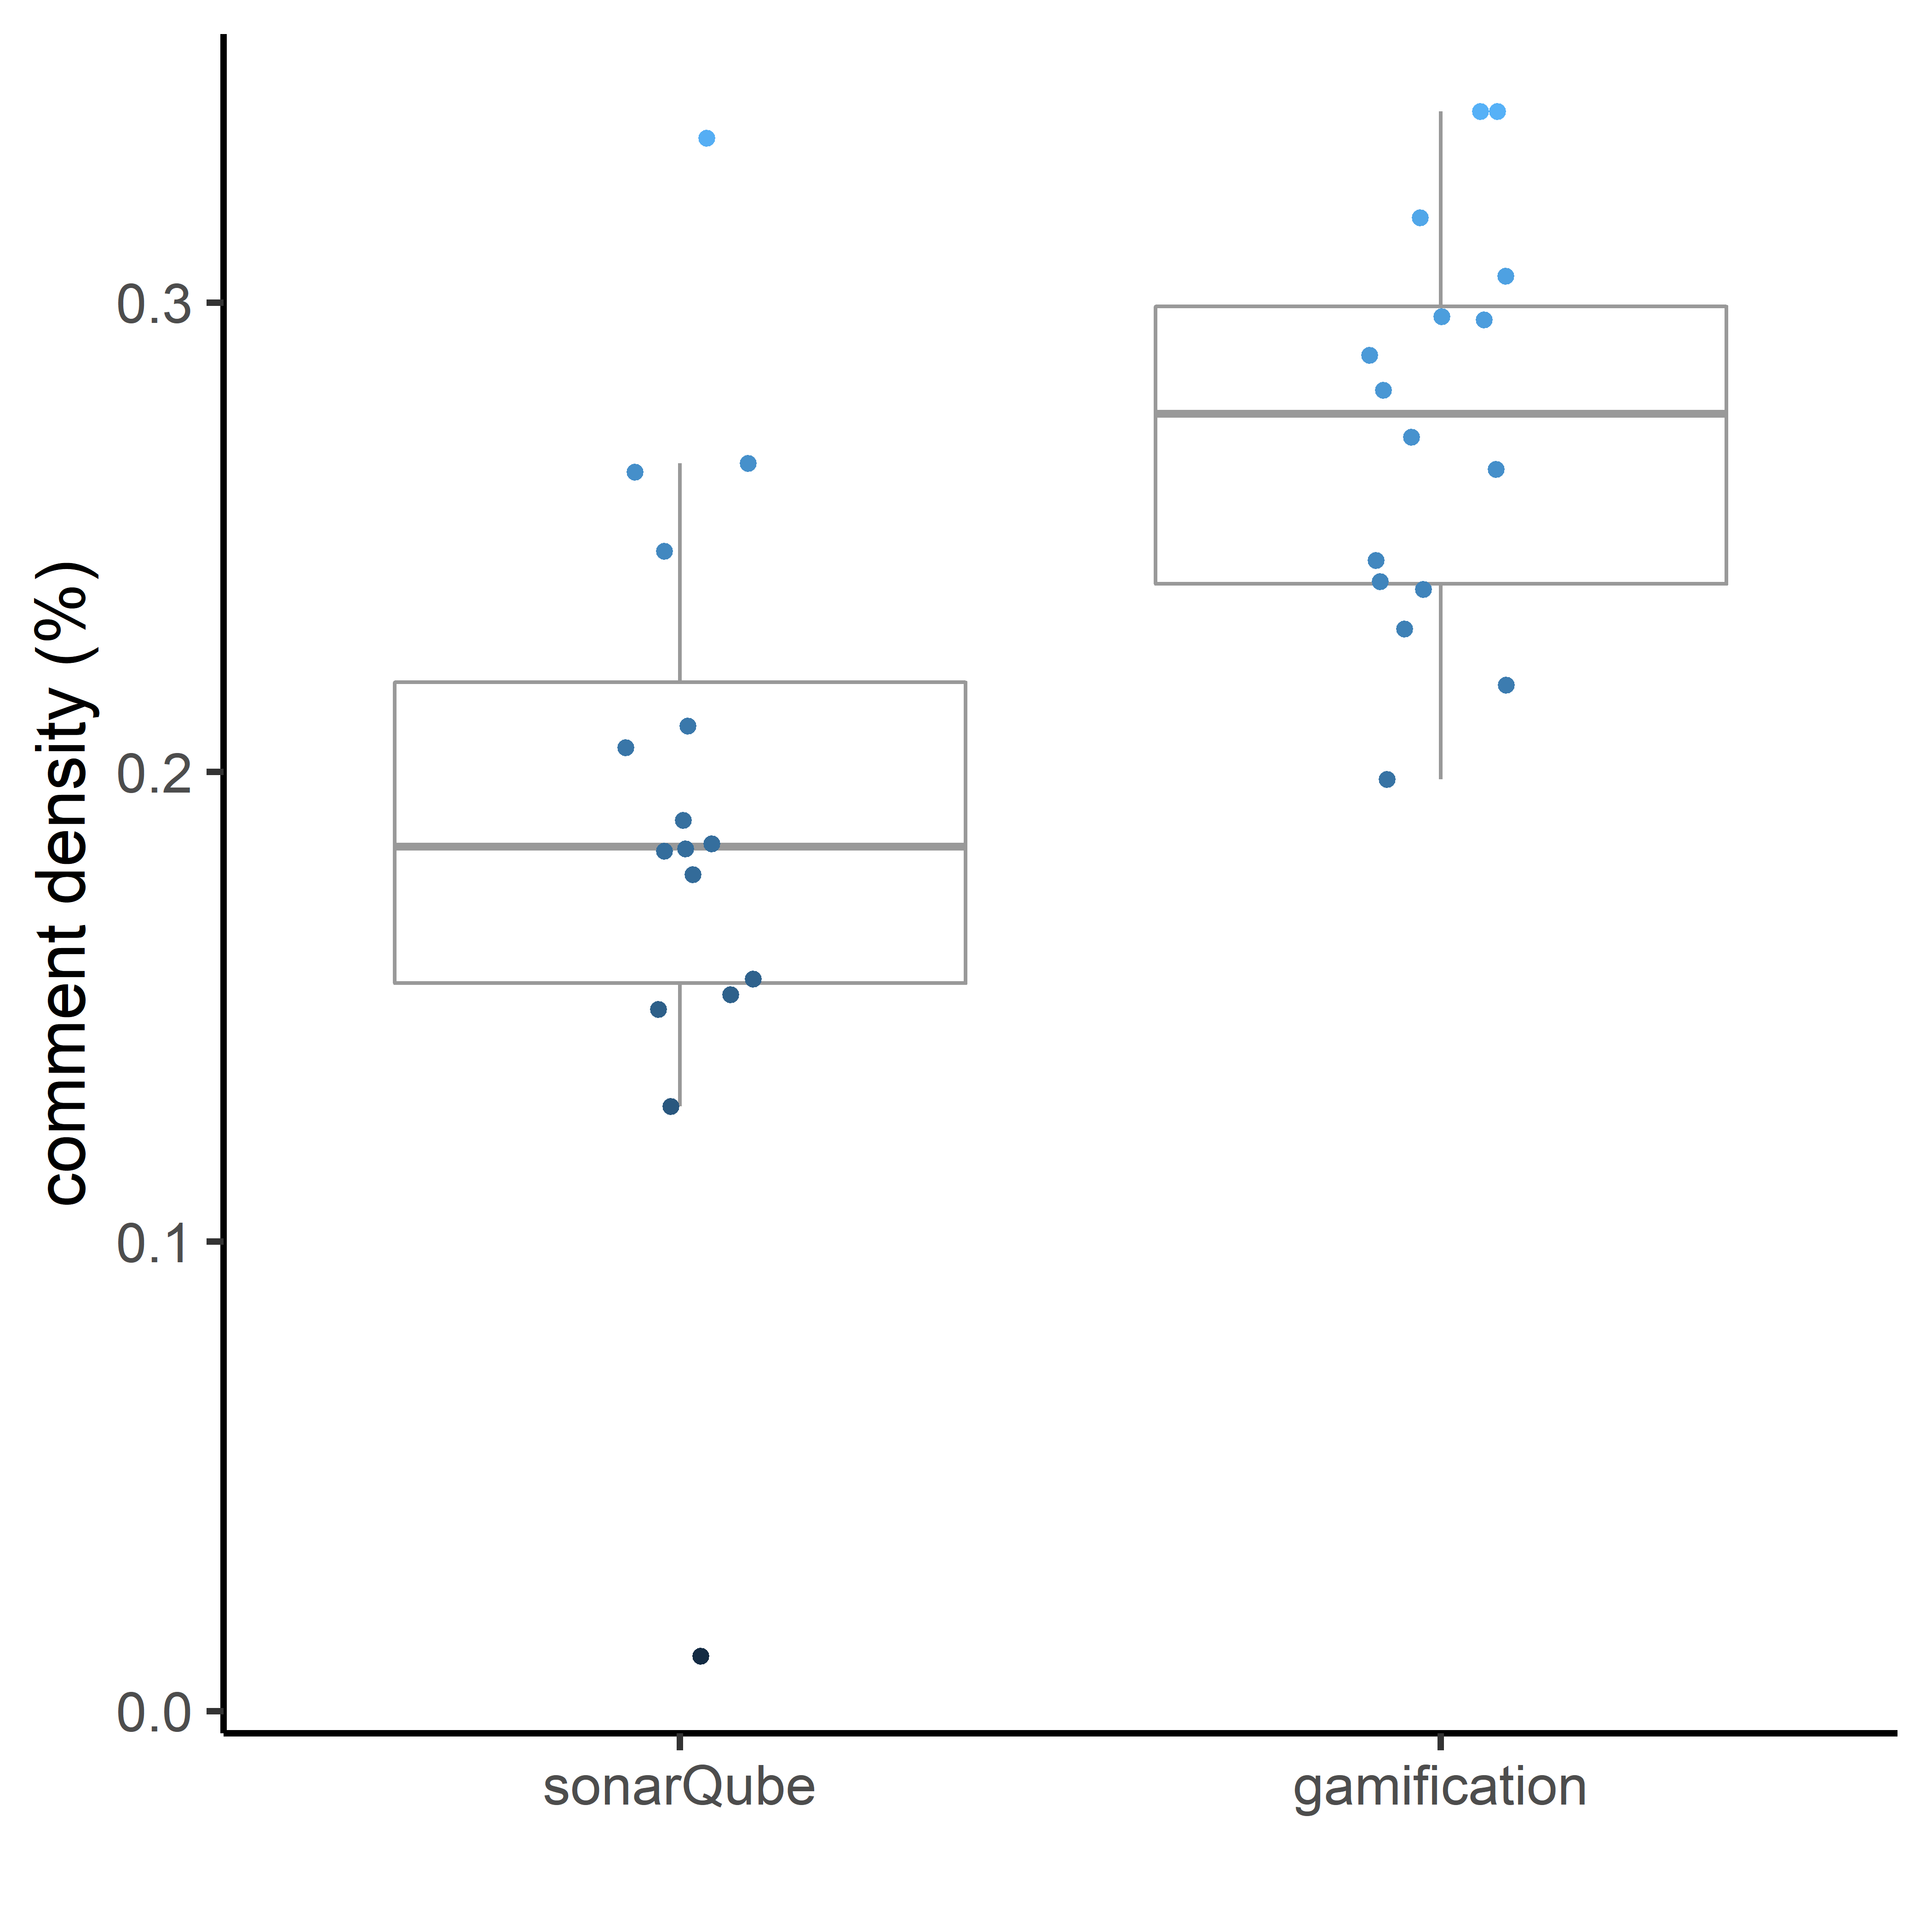 comment density (%)
0.3
0.2
0.1
0.0
sonarQube
gamification